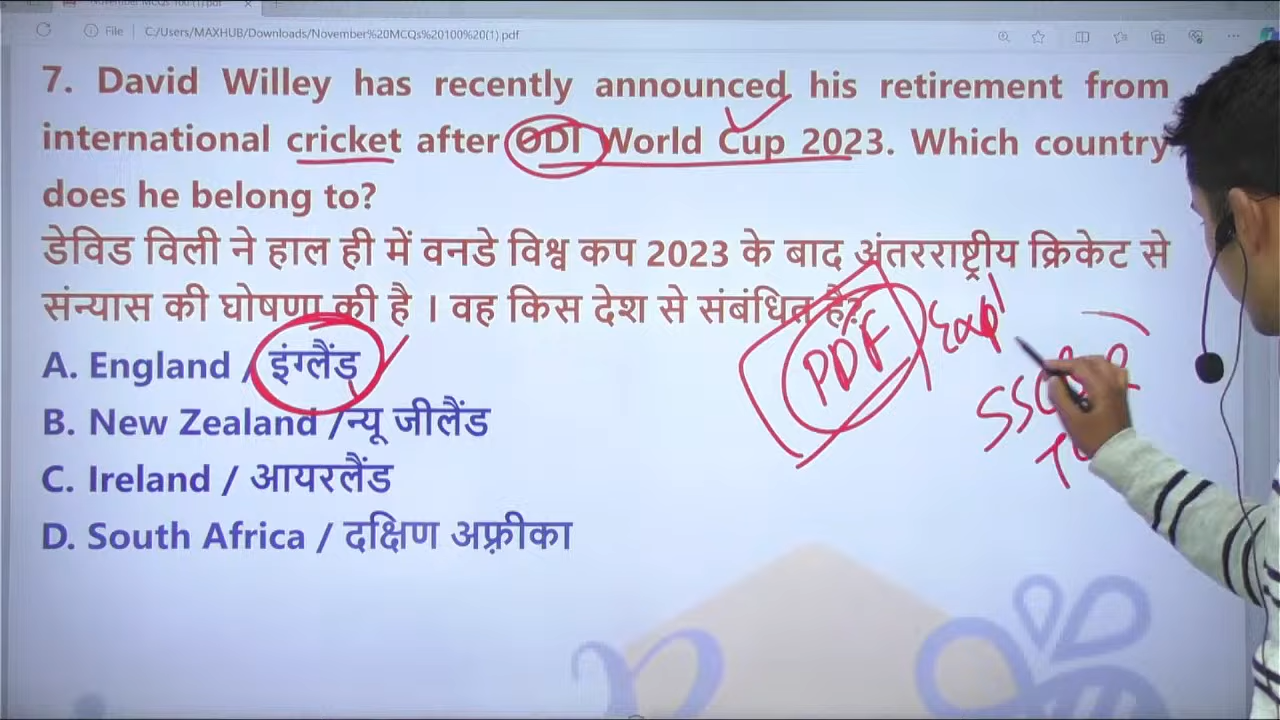 File C:/Users/MAXHUB/Downloads/November%20MCQs%20100%20(1).pdf
7. David Willey has recently announced his retirement from
international cricket after ODI World Cup 2023. Which country
does he belong to?
डेविड विली ने हाल ही में वनडे विश्व कप 2023 के बाद अंतरराष्ट्रीय क्रिकेट से
संन्यास की घोषणा की है । वह किस देश से संबंधित है?
A. England / इंग्लैंड
B. New Zealand /न्यू जीलैंड
C. Ireland / आयरलैंड
D. South Africa / दक्षिण अफ़्रीका
PDF